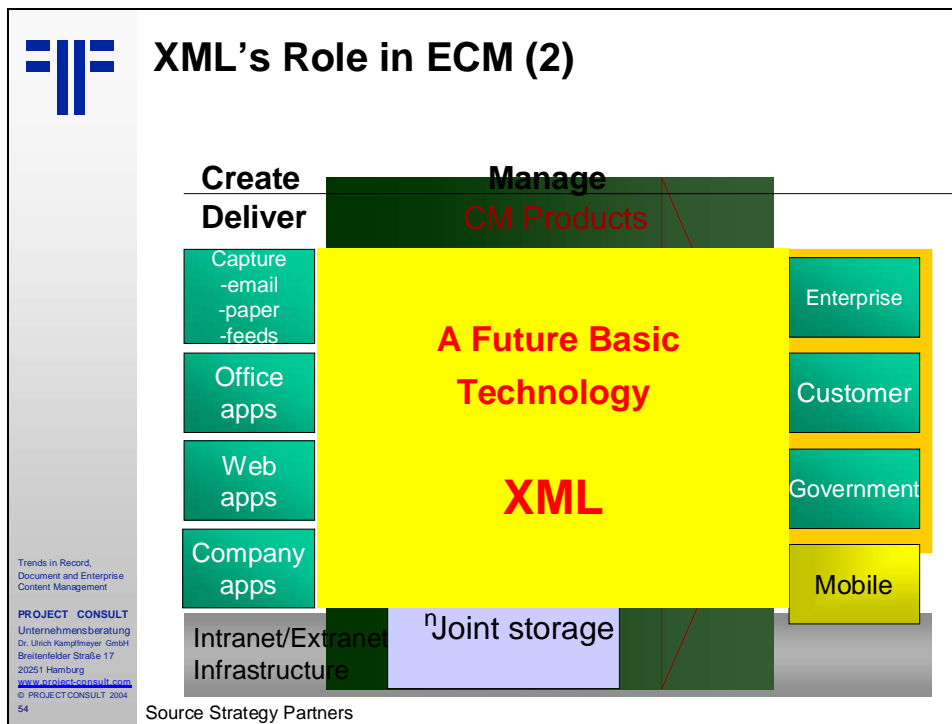 XML's Role in ECM (2)
Create
Manage
Deliver
CM Products
Capture
-email
-paper
-feeds
Office
apps
Web
apps
Company
apps
A Future Basic
Technology
XML
Enterprise
Customer
Government
Mobile
Intranet/Extranet
Infrastructure
nJoint storage
Trends in Record,
Document and Enterprise
Content Management
PROJECT CONSULT
Unternehmensberatung
Dr. Ulrich Kampffmeyer GmbH
Breitenfelder Straße 17
20251 Hamburg
www.project-consult.com
© PROJECT CONSULT 2004
54
Source Strategy Partners